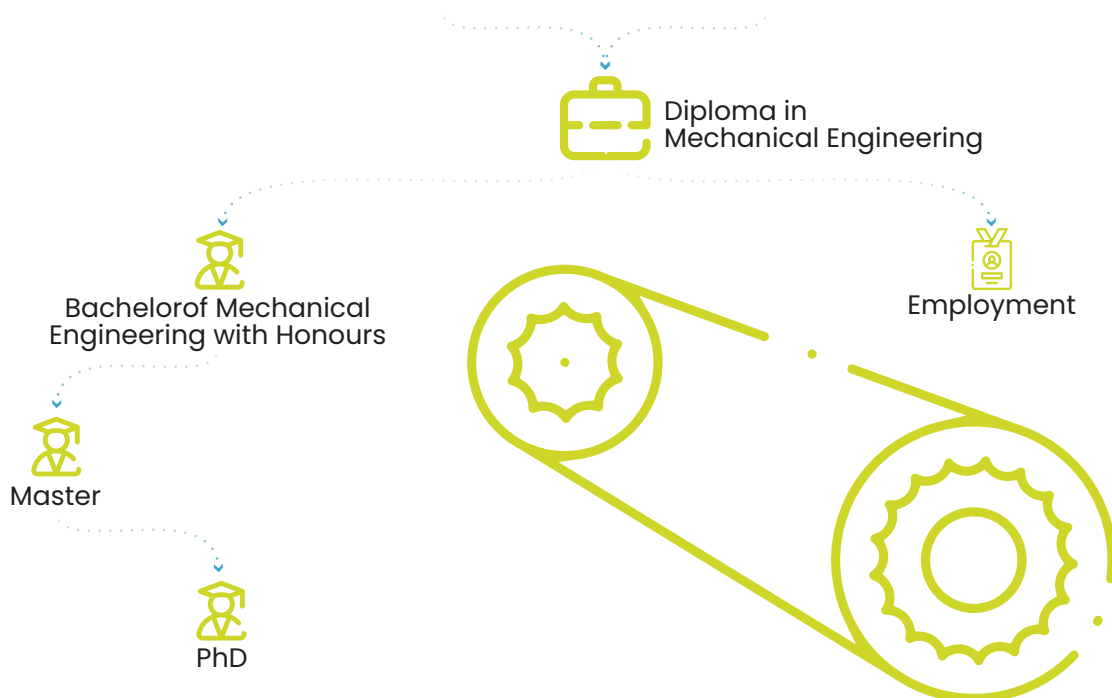 Diploma in
Mechanical Engineering
Bachelorof Mechanical
Engineering with Honours
Employment
Master
PhD